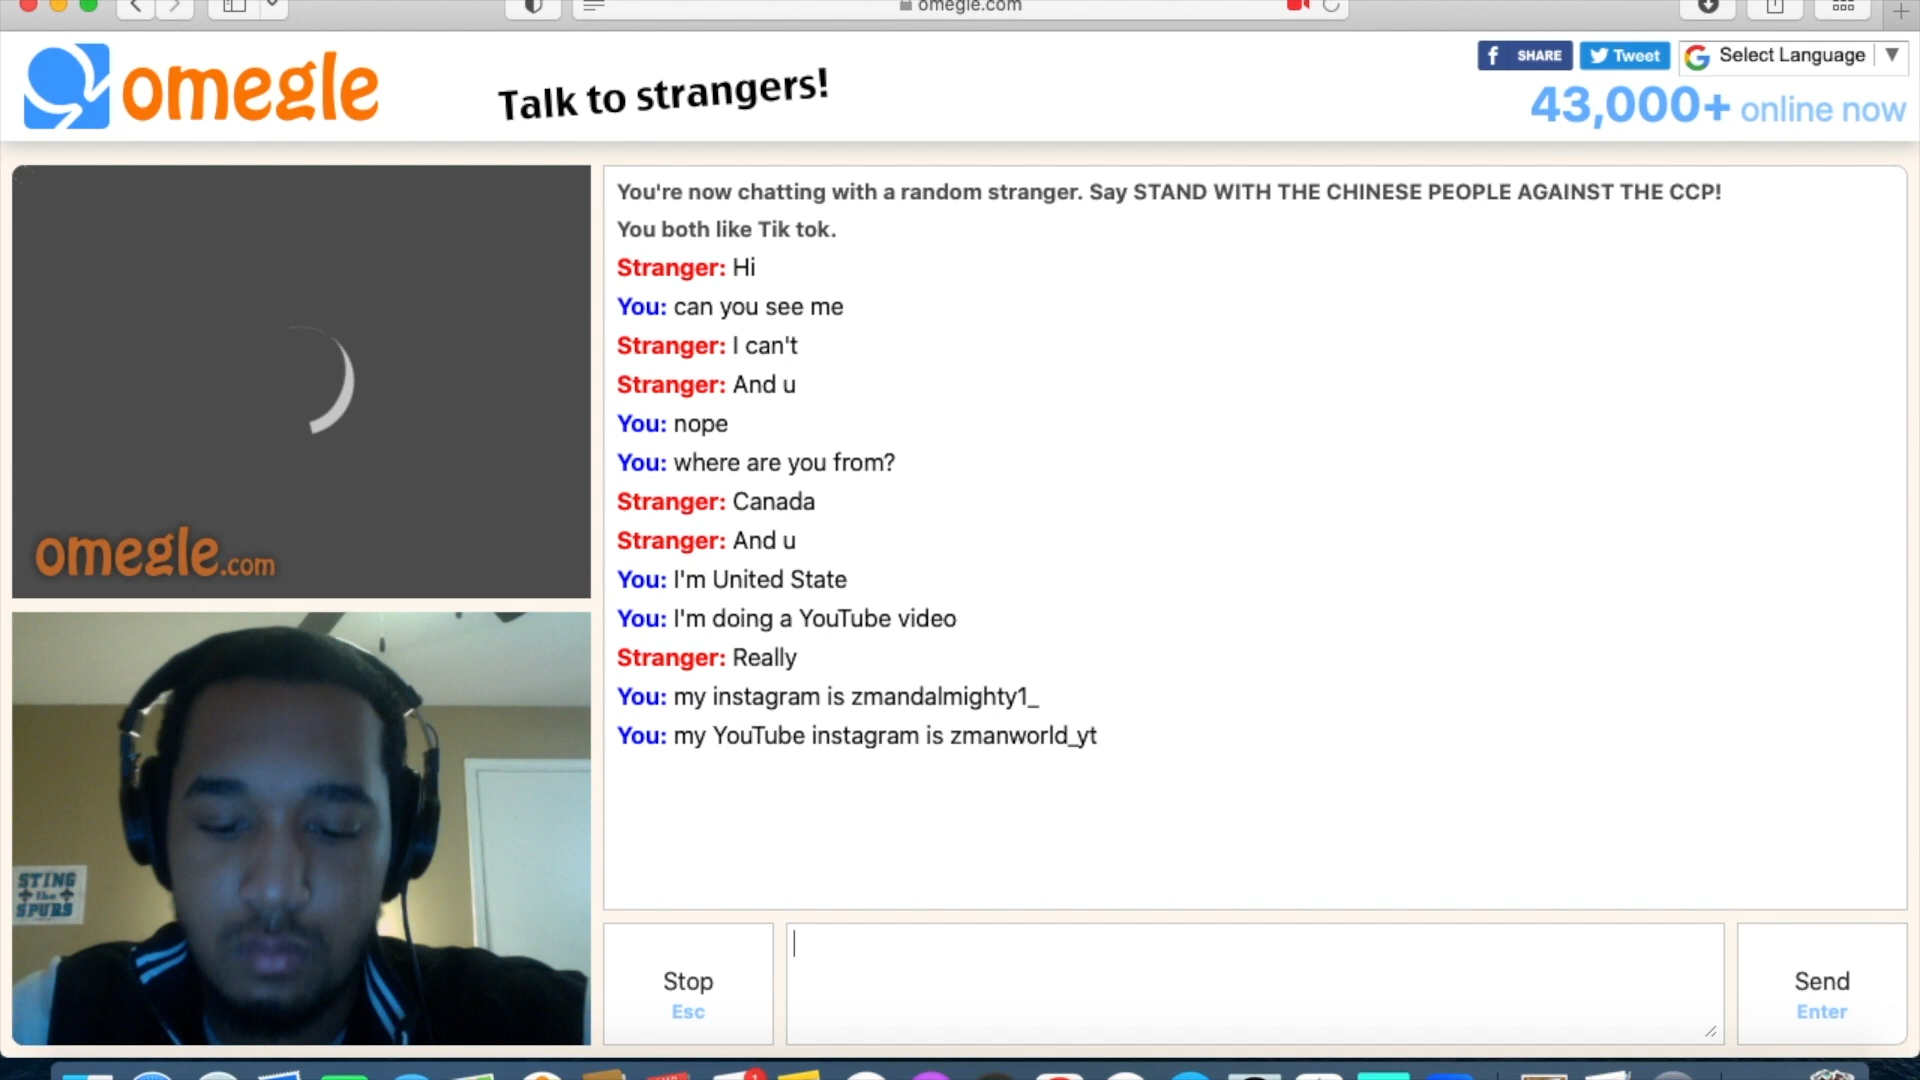 omegle.com
omegle
Talk to strangers!
SHARE
Tweet
Select Language
43,000+ online now
You're now chatting with a random stranger. Say STAND WITH THE CHINESE PEOPLE AGAINST THE CCP!
You both like Tik tok.
Stranger: Hi
You: can you see me
Stranger: I can't
Stranger: And u
You: nope
You: where are you from?
Stranger: Canada
Stranger: And u
You: I'm United State
You: I'm doing a YouTube video
Stranger: Really
You: my instagram is zmandalmighty1_
You: my YouTube instagram is zmanworld_yt
omegle.com
STING
the
SPURS
Stop
Esc
Send
Enter